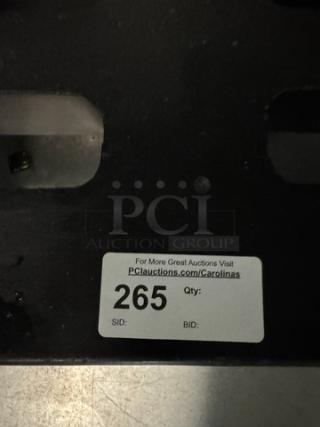 PCI
AUCTION GROUP
For More Great Auctions Visit
PCIauctions.com/Carolinas
265
Qty:
SID:
BID: